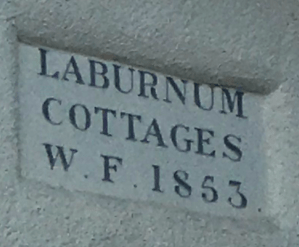 LABURNUM
COTTAGES
W. F. 1853.